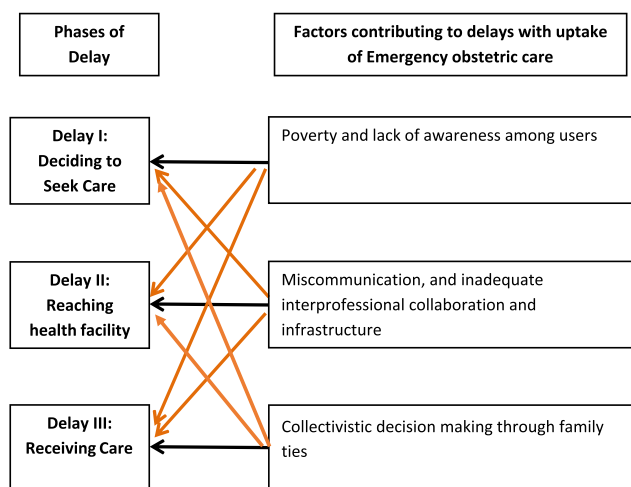 Phases of
Delay
Factors contributing to delays with uptake
of Emergency obstetric care
Delay I:
Deciding to
Seek Care
Poverty and lack of awareness among users
Delay II:
Reaching
health facility
Miscommunication, and inadequate
interprofessional collaboration and
infrastructure
Delay III:
Receiving Care
Collectivistic decision making through family
ties